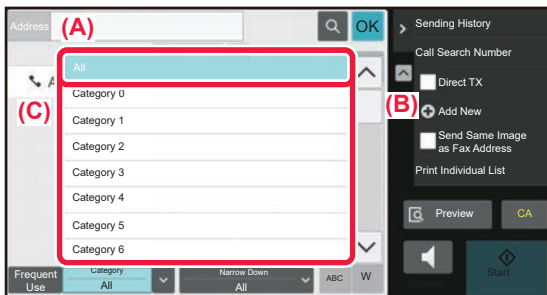 Address
(A)
OK
All
A
(C)
Category 0
Category 1
Category 2
Category 3
Category 4
Category 5
Category 6
Frequent
Use
Category
All
Narrow Down
All
ABC
W
Sending History
Call Search Number
Direct TX
(B)
Add New
Send Same Image
as Fax Address
Print Individual List
Preview
CA
Speaker
Start